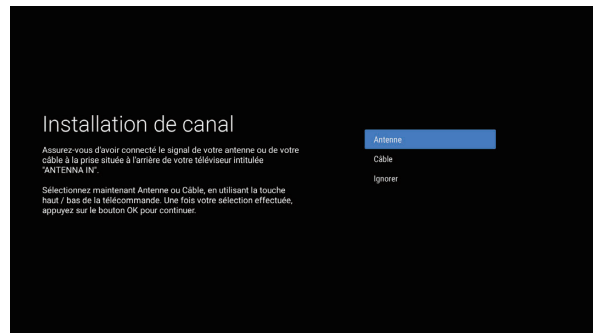 Installation de canal
Assurez-vous d'avoir connecté le signal de votre antenne ou de votre
câble à la prise située à l'arrière de votre téléviseur intitulée
"ANTENNA IN".
Sélectionnez maintenant Antenne ou Câble, en utilisant la touche
haut / bas de la télécommande. Une fois votre sélection effectuée,
appuyez sur le bouton OK pour continuer.
Antenne
Câble
Ignorer